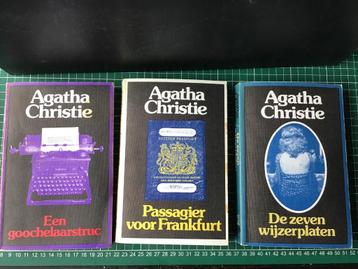 Agatha
Christie
Een
goochelaarstruc
Agatha
Christie
BRITISH PASSPORT
Passagier
voor Frankfurt
Agatha
Christie
De zeven
wijzerplaten